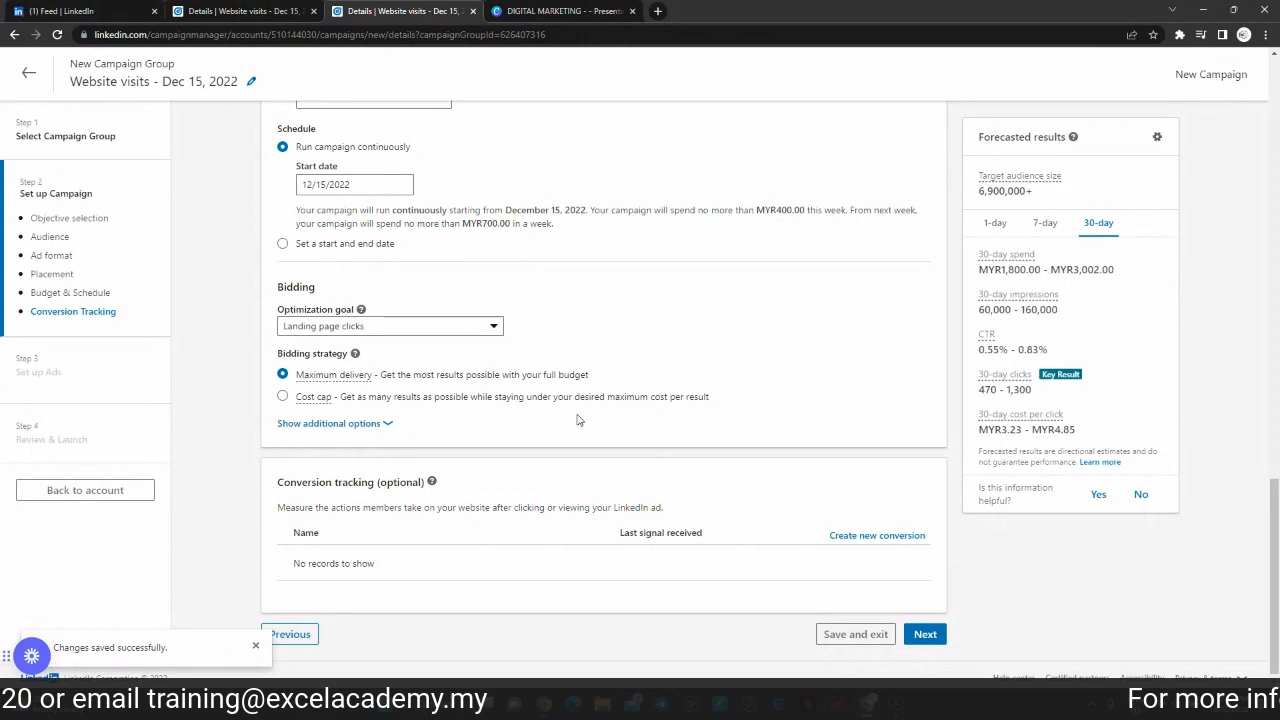 (1) Feed | LinkedIn
Details | Website visits - Dec 15,
Details | Website visits - Dec 15,
DIGITAL MARKETING - - Presenta
linkedin.com/campaignmanager/accounts/510144030/campaigns/new/details?campaignGroupId=626407316
New Campaign Group
Website visits - Dec 15, 2022
New Campaign
Step 1
Select Campaign Group
Step 2
Set up Campaign
Objective selection
Audience
Ad format
Placement
Budget & Schedule
Conversion Tracking
Step 3
Set up Ads
Step 4
Review & Launch
Back to account
Schedule
Run campaign continuously
Start date
12/15/2022
Your campaign will run continuously starting from December 15, 2022. Your campaign will spend no more than MYR400.00 this week. From next week,
your campaign will spend no more than MYR700.00 in a week.
Set a start and end date
Bidding
Optimization goal
Landing page clicks
Bidding strategy
Maximum delivery - Get the most results possible with your full budget
Cost cap - Get as many results as possible while staying under your desired maximum cost per result
Show additional options
Conversion tracking (optional)
Measure the actions members take on your website after clicking or viewing your LinkedIn ad.
Name Last signal received Create new conversion
No records to show
Previous
Save and exit
Next
Forecasted results
Target audience size
6,900,000+
1-day 7-day 30-day
30-day spend
MYR1,800.00 - MYR3,002.00
30-day impressions
60,000 - 160,000
CTR
0.55% - 0.83%
30-day clicks Key Result
470 - 1,300
30-day cost per click
MYR3.23 - MYR4.85
Forecasted results are directional estimates and do
not guarantee performance. Learn more
Is this information
helpful?
Yes No
Changes saved successfully.
20 or email training@excelacademy.my
For more inf